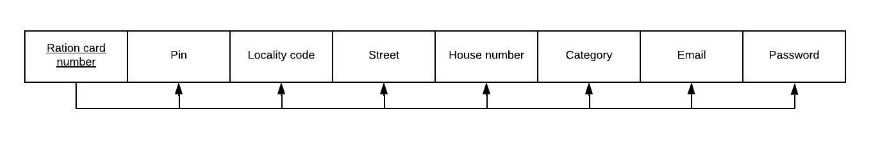 Ration card
number
Pin
Locality code
Street
House number
Category
Email
Password